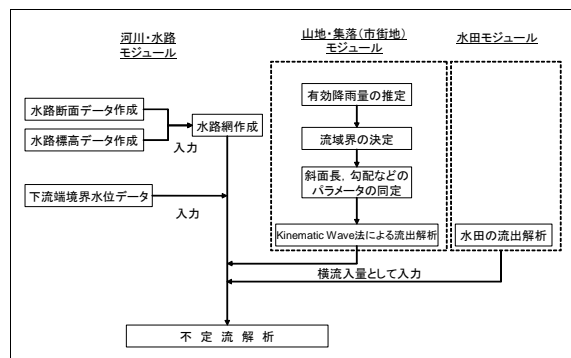 河川・水路
モジュール
山地・集落(市街地)
モジュール
水田モジュール
水路断面データ作成
水路標高データ作成
入力
水路網作成
下流端境界水位データ
入力
有効降雨量の推定
流域界の決定
斜面長，勾配などの
パラメータの同定
Kinematic Wave法による流出解析
水田の流出解析
横流入量として入力
不 定 流 解 析